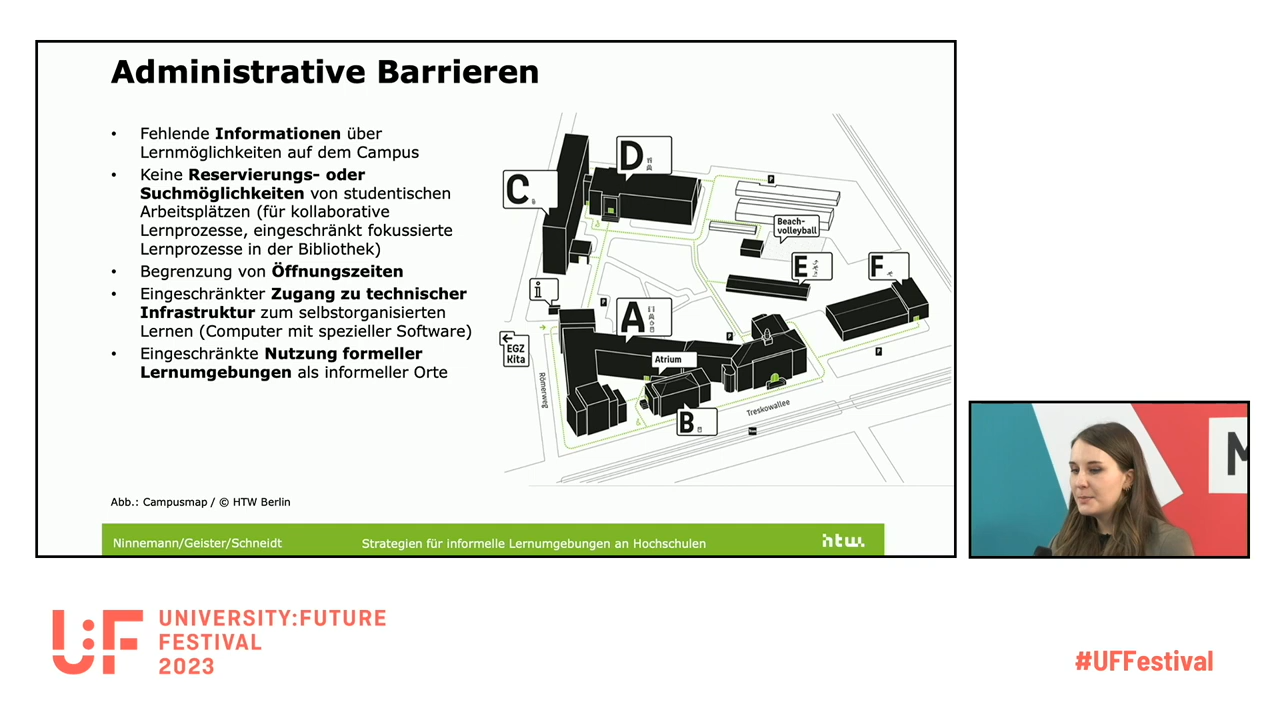 Administrative Barrieren
• Fehlende Informationen über
Lernmöglichkeiten auf dem Campus
• Keine Reservierungs- oder
Suchmöglichkeiten von studentischen
Arbeitsplätzen (für kollaborative
Lernprozesse, eingeschränkt fokussierte
Lernprozesse in der Bibliothek)
• Begrenzung von Öffnungszeiten
• Eingeschränkter Zugang zu technischer
Infrastruktur zum selbstorganisierten
Lernen (Computer mit spezieller Software)
• Eingeschränkte Nutzung formeller
Lernumgebungen als informeller Orte
D
C
P
Beach-
volleyball
E
F
i
P
A
P
← EGZ
Kita
Atrium
P
Römerweg
B
Treskowallee
Abb.: Campusmap / © HTW Berlin
Ninnemann/Geister/Schneidt
Strategien für informelle Lernumgebungen an Hochschulen
htw.
M
U:F
UNIVERSITY:FUTURE
FESTIVAL
2023
#UFFestival